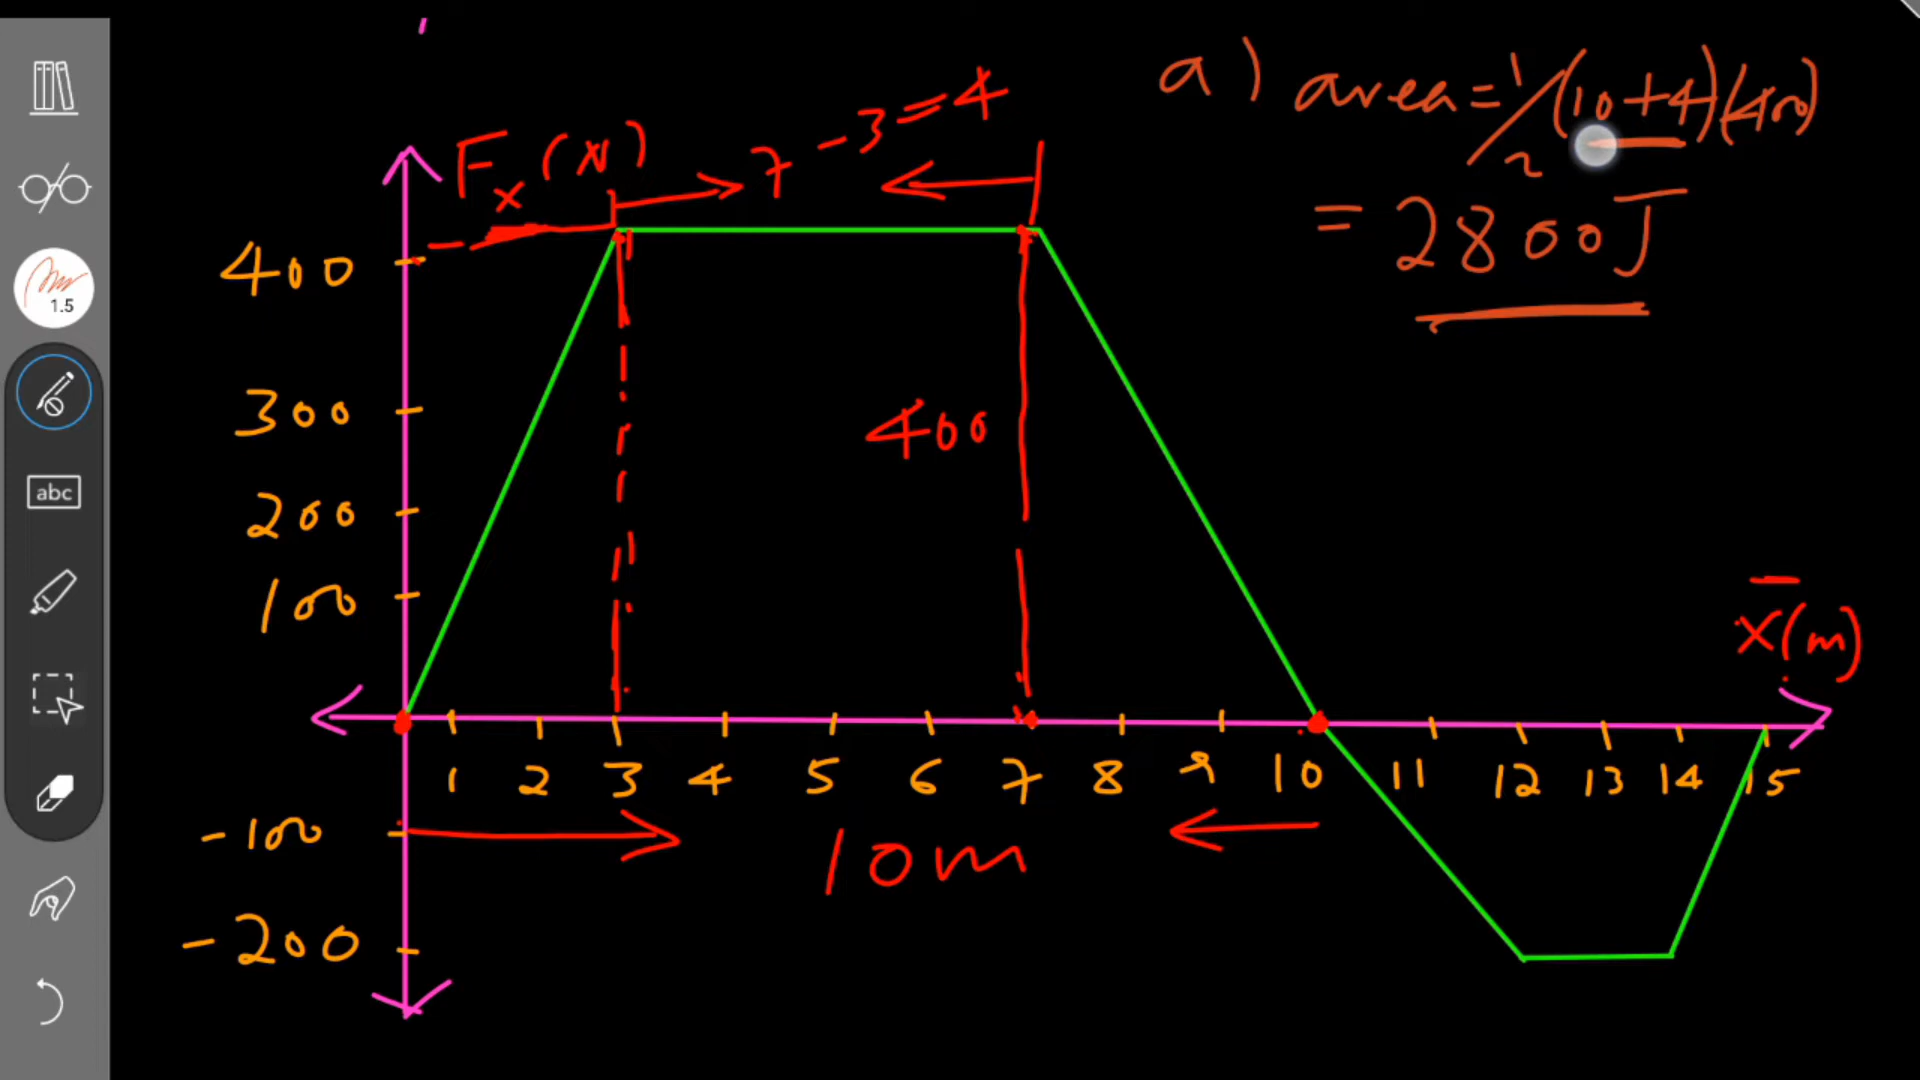 a) area = 1/2 (10+4)(400)
= 2800J
Fx (N)
7 - 3 = 4
400
300
200
100
-100
-200
400
x(m)
1 2 3 4 5 6 7 8 9 10 11 12 13 14 15
10m
1.5
abc